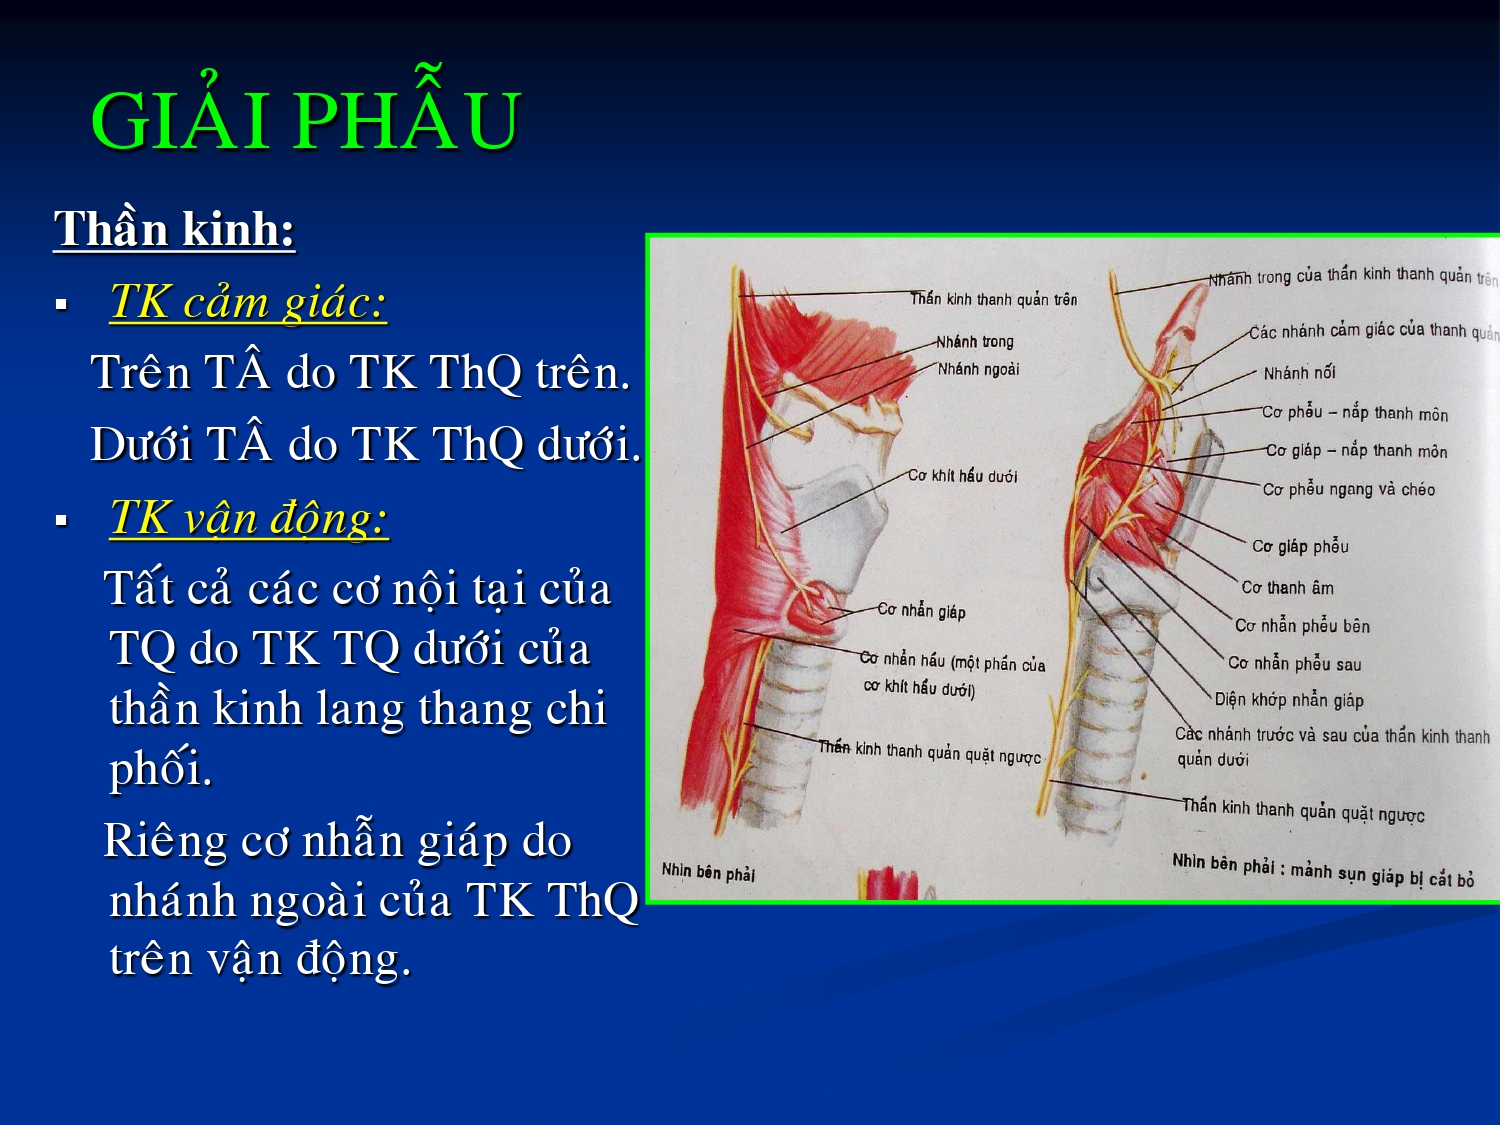 GIẢI PHẪU
Thần kinh:
▪ TK cảm giác:
Trên TÂ do TK ThQ trên.
Dưới TÂ do TK ThQ dưới.
▪ TK vận động:
Tất cả các cơ nội tại của
TQ do TK TQ dưới của
thần kinh lang thang chi
phối.
Riêng cơ nhẫn giáp do
nhánh ngoài của TK ThQ
trên vận động.
Thần kinh thanh quản trên
Nhánh trong
Nhánh ngoài
Cơ khít hầu dưới
Cơ nhẫn giáp
Cơ nhẫn hầu (một phần của
cơ khít hầu dưới)
Thần kinh thanh quản quặt ngược
Nhìn bên phải
Nhánh trong của thần kinh thanh quản trên
Các nhánh cảm giác của thanh quản
Nhánh nối
Cơ phễu – nắp thanh môn
Cơ giáp – nắp thanh môn
Cơ phễu ngang và chéo
Cơ giáp phễu
Cơ thanh âm
Cơ nhẫn phễu bên
Cơ nhẫn phễu sau
Diện khớp nhẫn giáp
Các nhánh trước và sau của thần kinh thanh
quản dưới
Thần kinh thanh quản quặt ngược
Nhìn bên phải : mảnh sụn giáp bị cắt bỏ